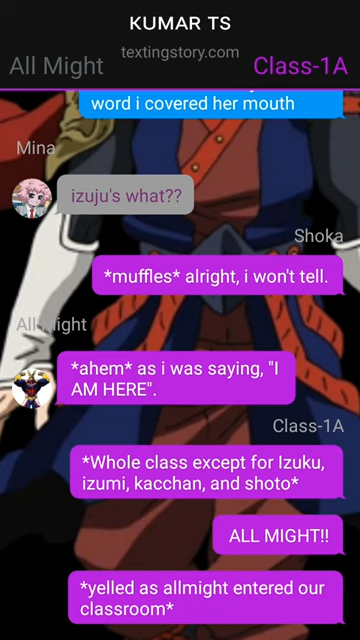 KUMAR TS
textingstory.com
All Might
Class-1A
word i covered her mouth
Mina
izuju's what??
Shoka
*muffles* alright, i won't tell.
All Might
*ahem* as i was saying, "I
AM HERE".
Class-1A
*Whole class except for Izuku,
izumi, kacchan, and shoto*
ALL MIGHT!!
*yelled as allmight entered our
classroom*